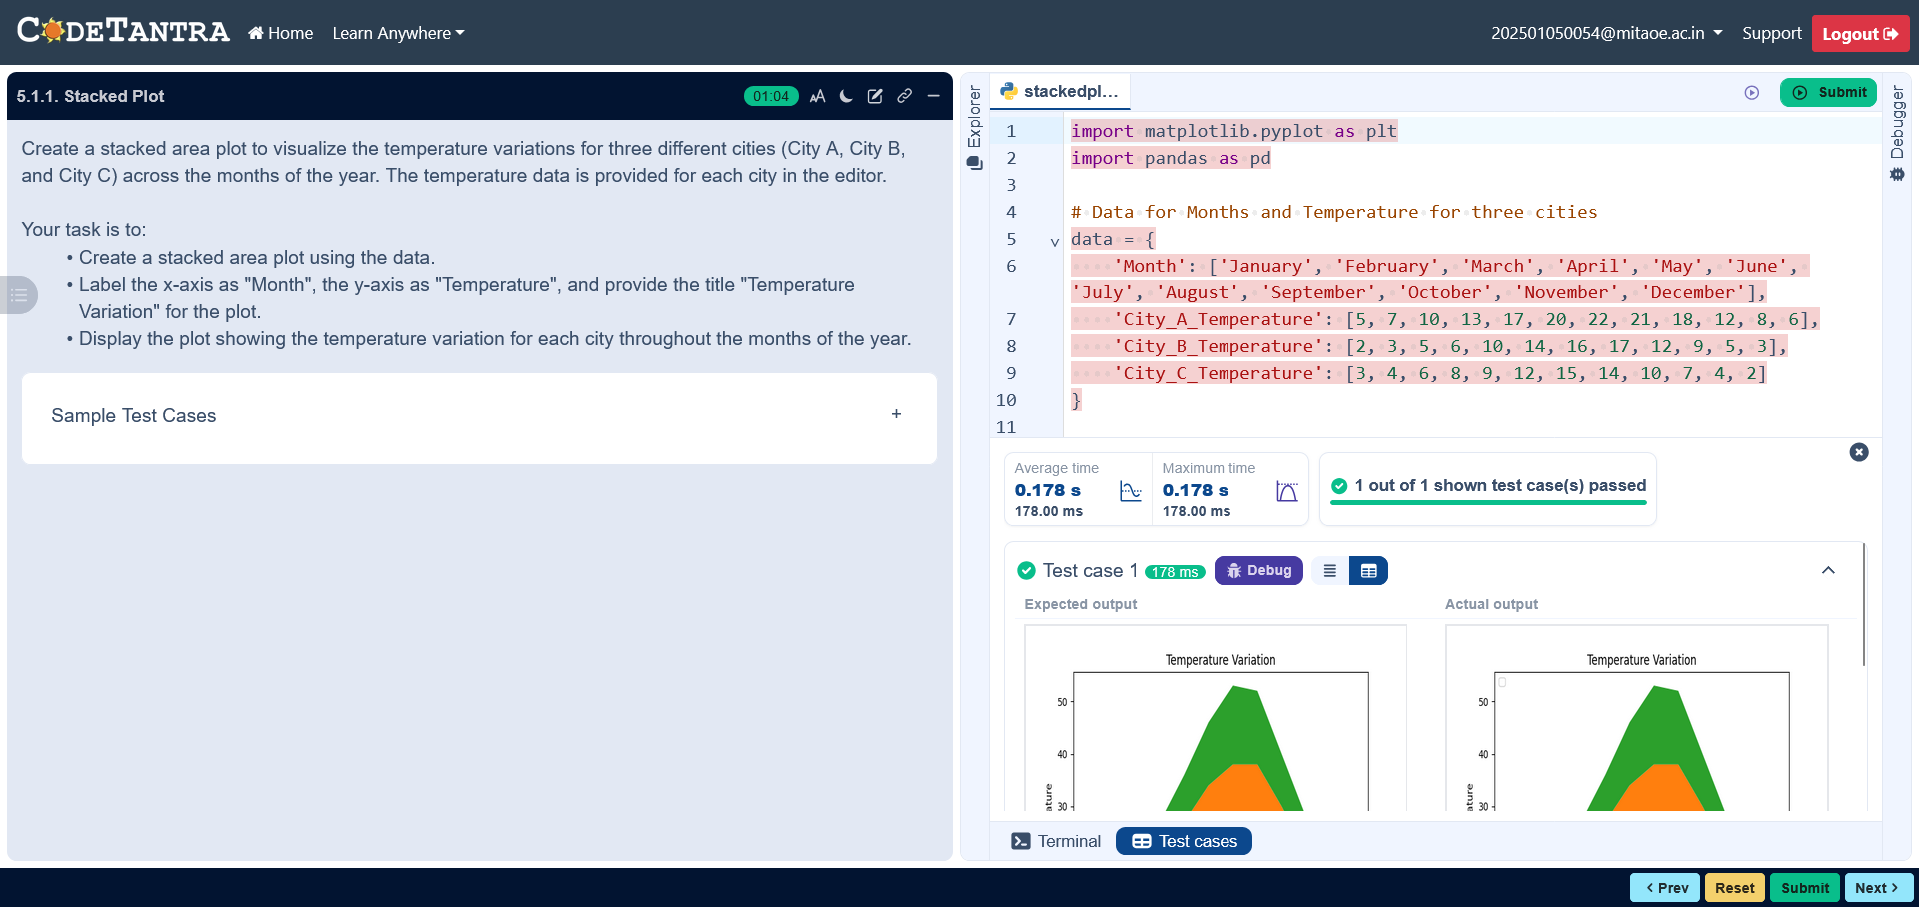 CODETANTRA Home Learn Anywhere 202501050054@mitaoe.ac.in Support Logout
5.1.1. Stacked Plot 01:04 AA
Create a stacked area plot to visualize the temperature variations for three different cities (City A, City B,
and City C) across the months of the year. The temperature data is provided for each city in the editor.
Your task is to:
• Create a stacked area plot using the data.
• Label the x-axis as "Month", the y-axis as "Temperature", and provide the title "Temperature
Variation" for the plot.
• Display the plot showing the temperature variation for each city throughout the months of the year.
Sample Test Cases +
Explorer
stackedpl... Submit
Debugger
1 import matplotlib.pyplot as plt
2 import pandas as pd
3
4 # Data for Months and Temperature for three cities
5 data = {
6 'Month': ['January', 'February', 'March', 'April', 'May', 'June',
'July', 'August', 'September', 'October', 'November', 'December'],
7 'City_A_Temperature': [5, 7, 10, 13, 17, 20, 22, 21, 18, 12, 8, 6],
8 'City_B_Temperature': [2, 3, 5, 6, 10, 14, 16, 17, 12, 9, 5, 3],
9 'City_C_Temperature': [3, 4, 6, 8, 9, 12, 15, 14, 10, 7, 4, 2]
10 }
11
Average time
0.178 s
178.00 ms
Maximum time
0.178 s
178.00 ms
1 out of 1 shown test case(s) passed
Test case 1 178 ms Debug
Expected output
Temperature Variation
50
40
30
ature
Actual output
Temperature Variation
50
40
30
ature
Terminal Test cases
< Prev Reset Submit Next >